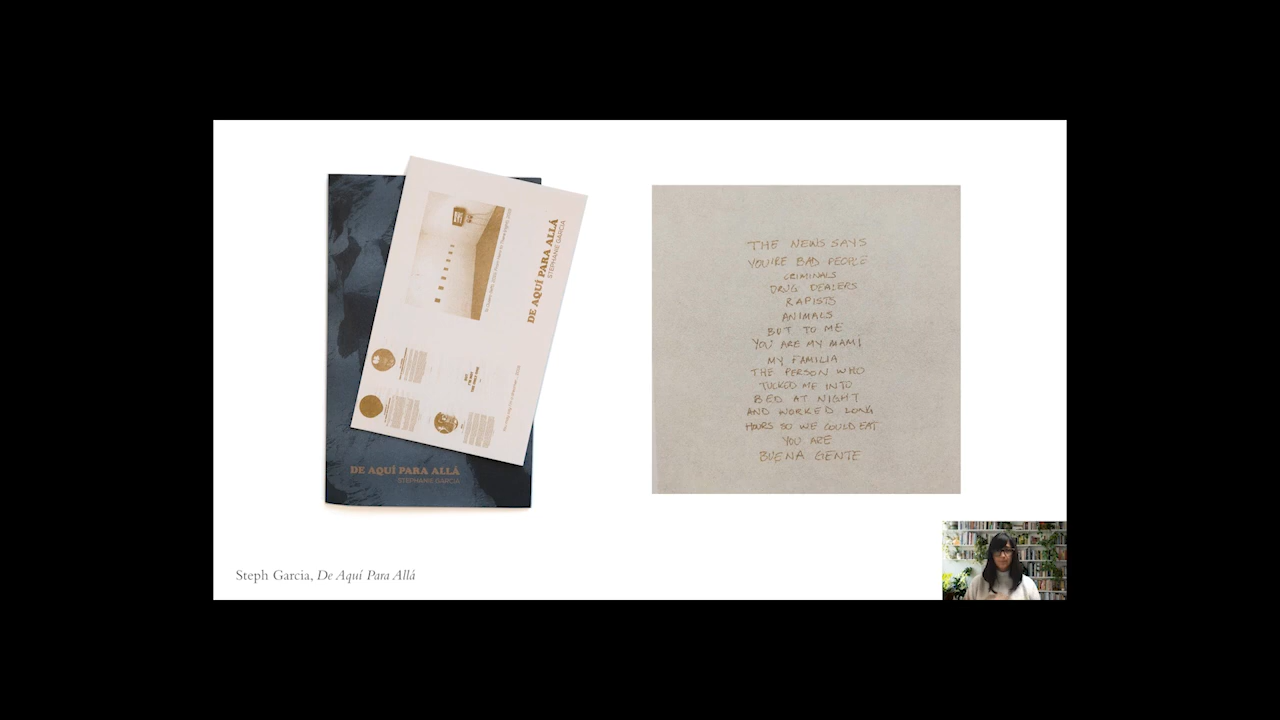 DE AQUÍ PARA ALLÁ
STEPHANIE GARCIA
DE AQUÍ PARA ALLÁ
STEPHANIE GARCIA
THE NEWS SAYS
YOU'RE BAD PEOPLE
CRIMINALS
DRUG DEALERS
RAPISTS
ANIMALS
BUT TO ME
YOU ARE MY MAMI
MY FAMILIA
THE PERSON WHO
TUCKED ME INTO
BED AT NIGHT
AND WORKED LONG
HOURS SO WE COULD EAT
YOU ARE
BUENA GENTE
Steph Garcia, De Aquí Para Allá